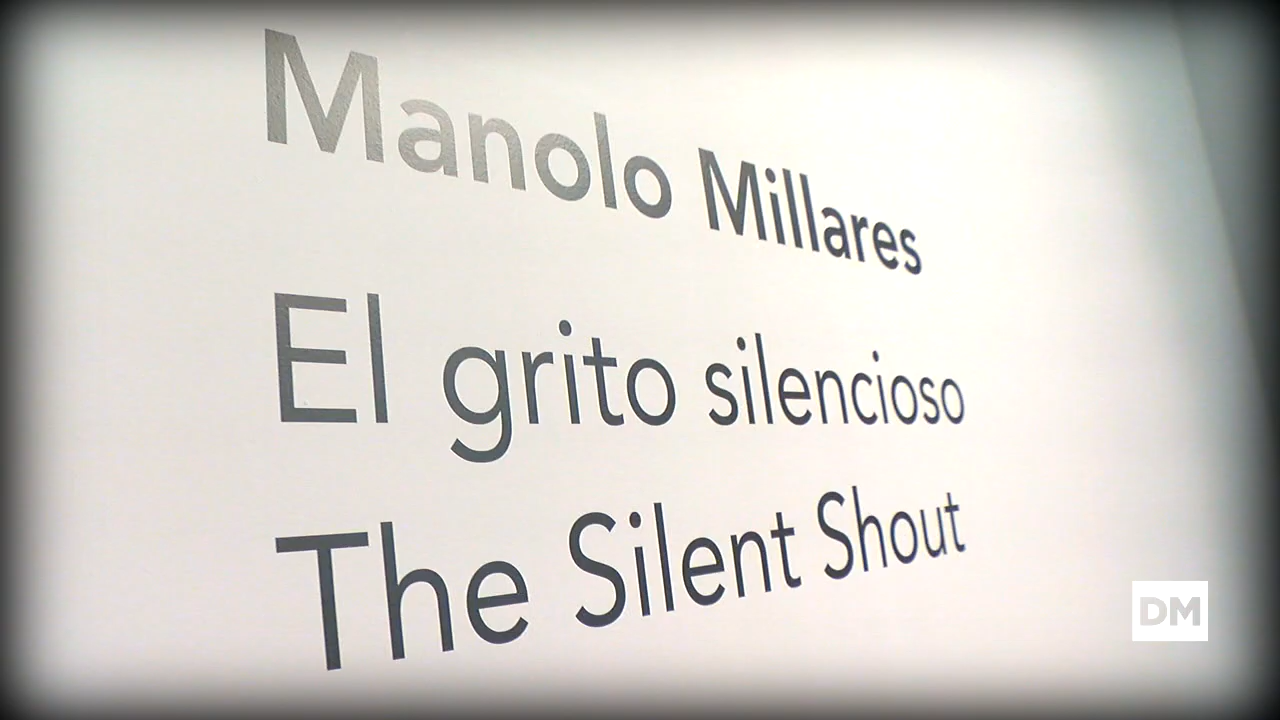 Manolo Millares
El grito silencioso
The Silent Shout
DM